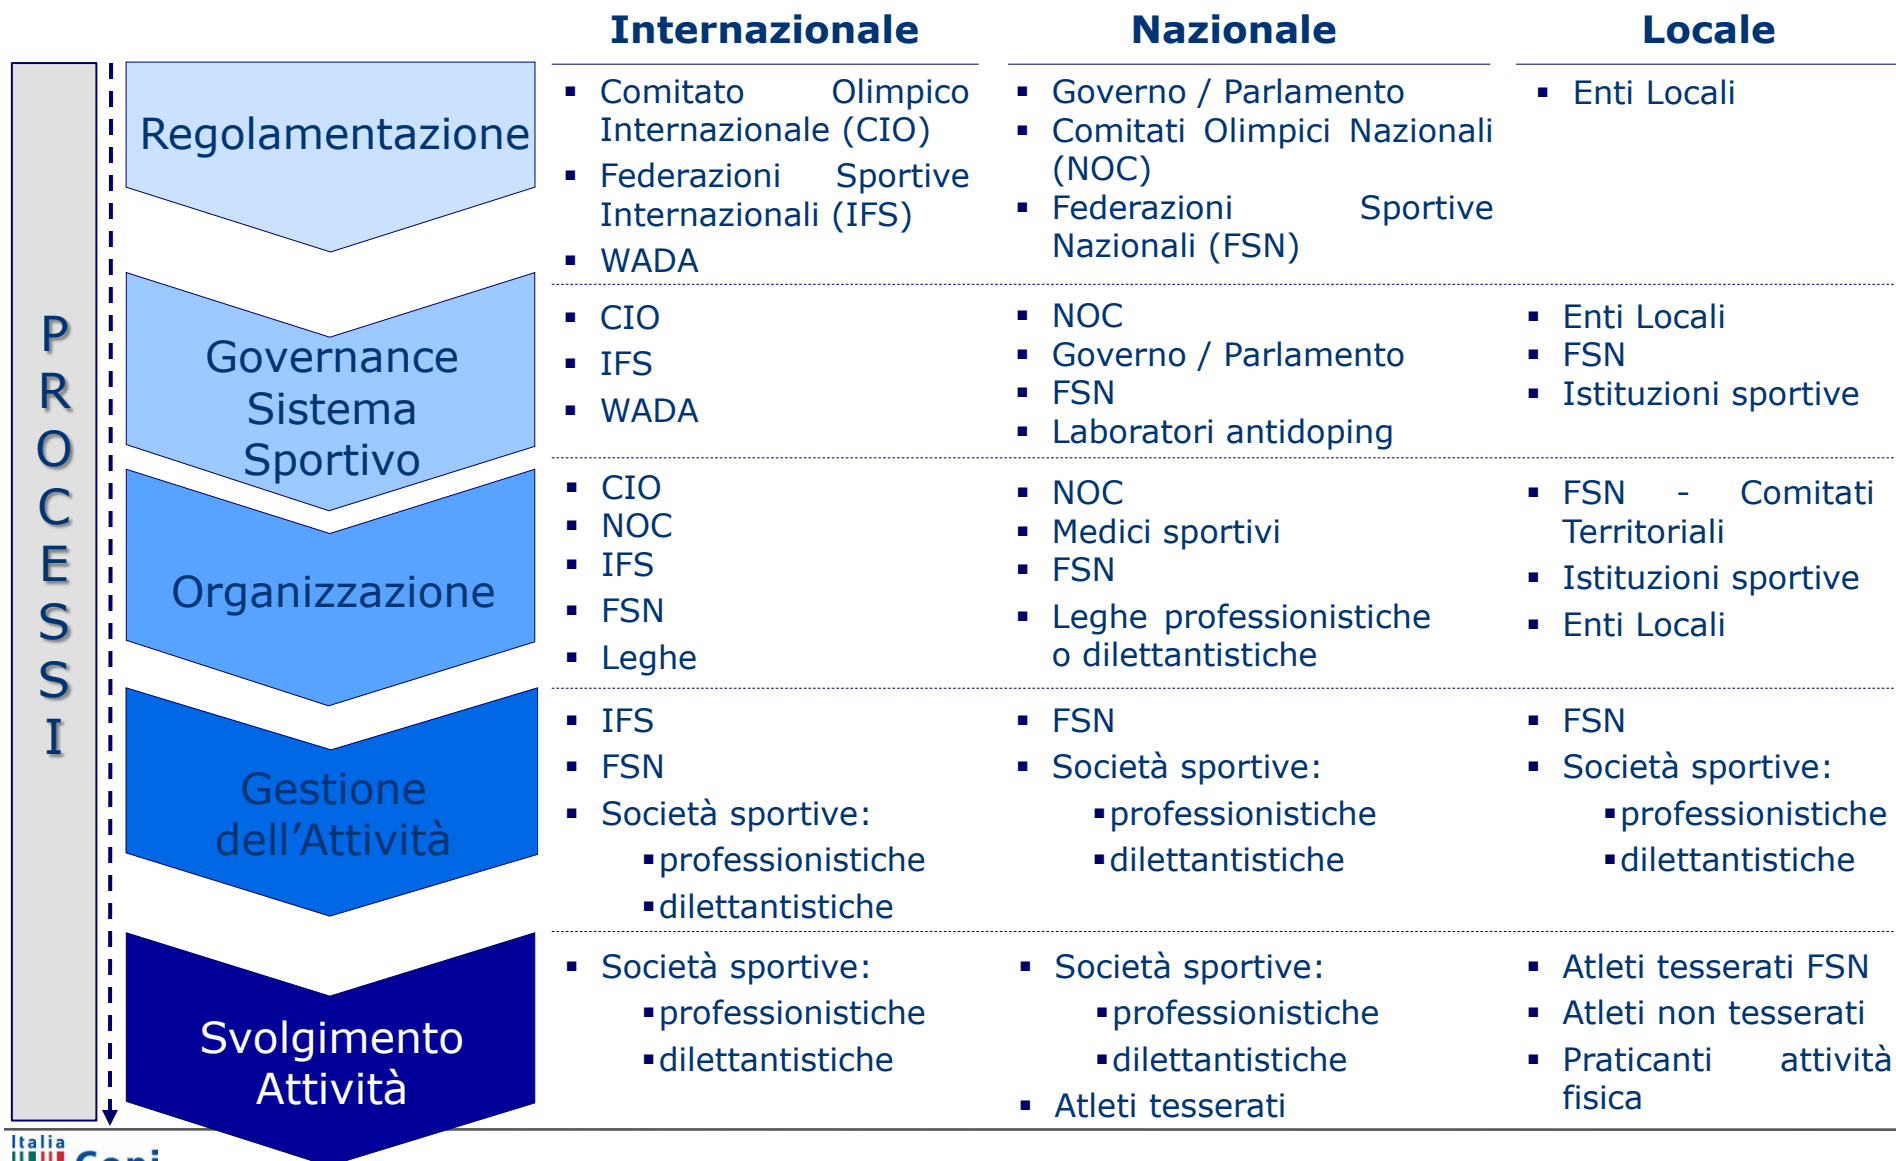 Internazionale
Nazionale
Locale
PROCESSI
Regolamentazione
▪ Comitato Olimpico
Internazionale (CIO)
▪ Federazioni Sportive
Internazionali (IFS)
▪ WADA
▪ Governo / Parlamento
▪ Comitati Olimpici Nazionali
(NOC)
▪ Federazioni Sportive
Nazionali (FSN)
▪ Enti Locali
Governance
Sistema
Sportivo
▪ CIO
▪ IFS
▪ WADA
▪ NOC
▪ Governo / Parlamento
▪ FSN
▪ Laboratori antidoping
▪ Enti Locali
▪ FSN
▪ Istituzioni sportive
Organizzazione
▪ CIO
▪ NOC
▪ IFS
▪ FSN
▪ Leghe
▪ NOC
▪ Medici sportivi
▪ FSN
▪ Leghe professionistiche
o dilettantistiche
▪ FSN - Comitati
Territoriali
▪ Istituzioni sportive
▪ Enti Locali
Gestione
dell’Attività
▪ IFS
▪ FSN
▪ Società sportive:
▪professionistiche
▪dilettantistiche
▪ FSN
▪ Società sportive:
▪professionistiche
▪dilettantistiche
▪ FSN
▪ Società sportive:
▪professionistiche
▪dilettantistiche
Svolgimento
Attività
▪ Società sportive:
▪professionistiche
▪dilettantistiche
▪ Società sportive:
▪professionistiche
▪dilettantistiche
▪ Atleti tesserati
▪ Atleti tesserati FSN
▪ Atleti non tesserati
▪ Praticanti attività
fisica
Italia
Coni